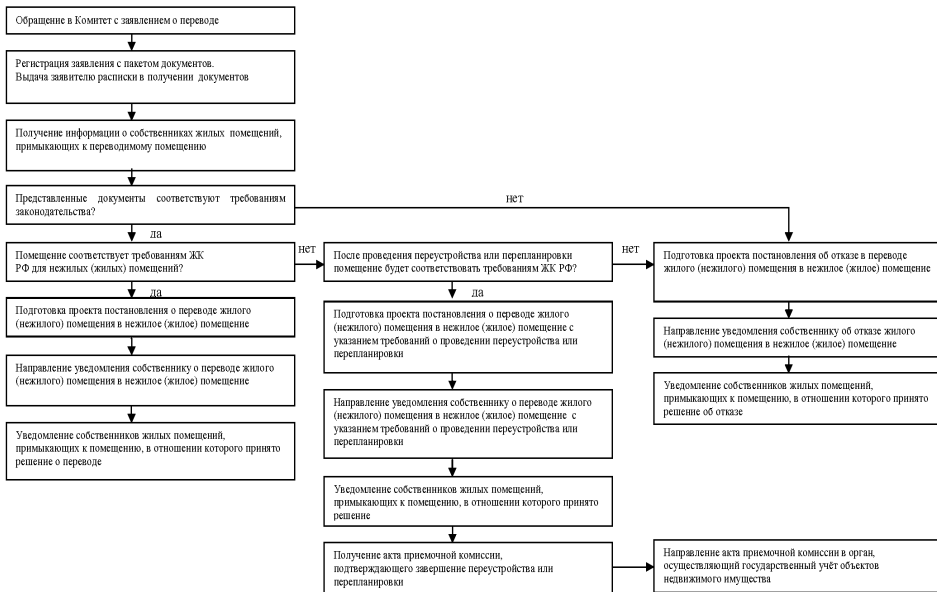 Обращение в Комитет с заявлением о переводе
Регистрация заявления с пакетом документов.
Выдача заявителю расписки в получении документов
Получение информации о собственниках жилых помещений,
примыкающих к переводимому помещению
Представленные документы соответствуют требованиям
законодательства?
нет
да
Помещение соответствует требованиям ЖК
РФ для нежилых (жилых) помещений?
нет
После проведения переустройства или перепланировки
помещение будет соответствовать требованиям ЖК РФ?
нет
Подготовка проекта постановления об отказе в переводе
жилого (нежилого) помещения в нежилое (жилое) помещение
да
да
Подготовка проекта постановления о переводе жилого
(нежилого) помещения в нежилое (жилое) помещение
Направление уведомления собственнику о переводе жилого
(нежилого) помещения в нежилое (жилое) помещение
Уведомление собственников жилых помещений,
примыкающих к помещению, в отношении которого принято
решение о переводе
Подготовка проекта постановления о переводе жилого
(нежилого) помещения в нежилое (жилое) помещение с
указанием требований о проведении переустройства или
перепланировки
Направление уведомления собственнику о переводе жилого
(нежилого) помещения в нежилое (жилое) помещение с
указанием требований о проведении переустройства или
перепланировки
Уведомление собственников жилых помещений,
примыкающих к помещению, в отношении которого принято
решение
Получение акта приемочной комиссии,
подтверждающего завершение переустройства или
перепланировки
Направление уведомления собственнику об отказе жилого
(нежилого) помещения в нежилое (жилое) помещение
Уведомление собственников жилых помещений,
примыкающих к помещению, в отношении которого принято
решение об отказе
Направление акта приемочной комиссии в орган,
осуществляющий государственный учёт объектов
недвижимого имущества